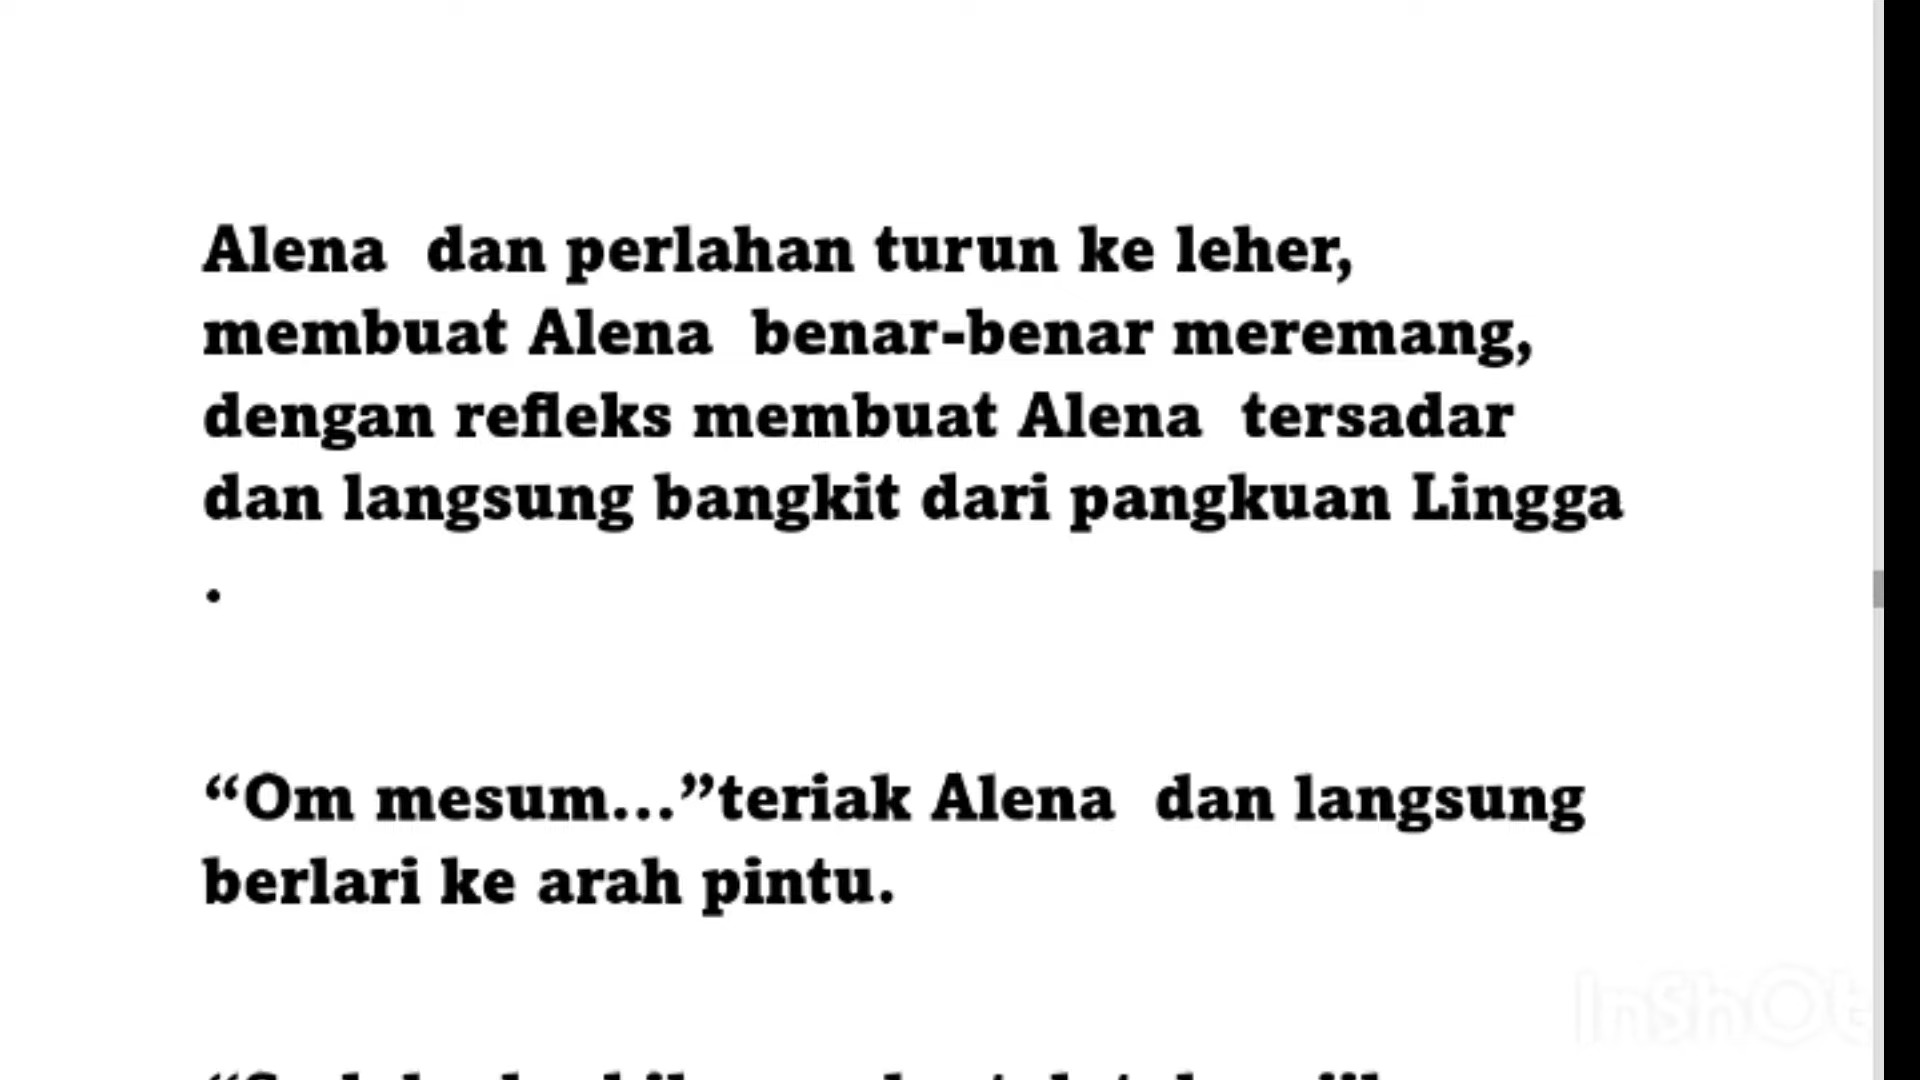 Alena  dan perlahan turun ke leher,
membuat Alena  benar-benar meremang,
dengan refleks membuat Alena  tersadar
dan langsung bangkit dari pangkuan Lingga
.
“Om mesum...”teriak Alena  dan langsung
berlari ke arah pintu.
InShOt